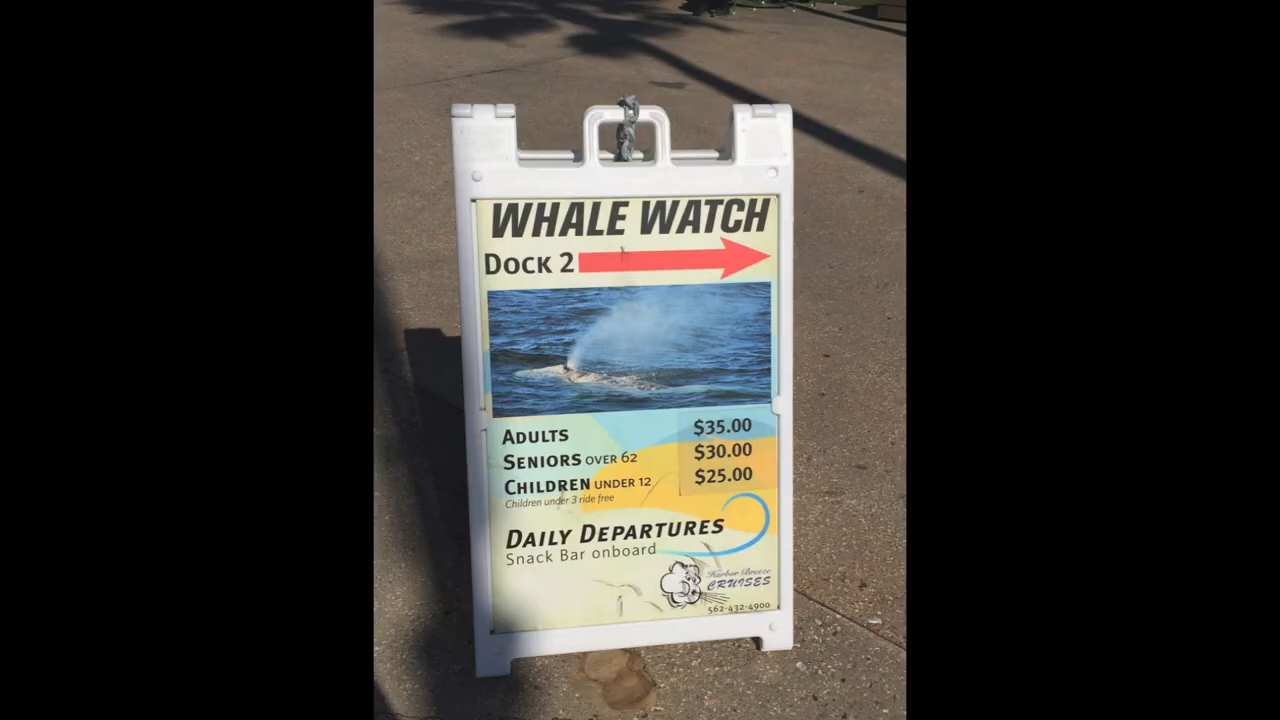 WHALE WATCH
DOCK 2
ADULTS $35.00
SENIORS OVER 62 $30.00
CHILDREN UNDER 12 $25.00
Children under 3 ride free
DAILY DEPARTURES
Snack Bar onboard
Harbor Breeze
CRUISES
562-432-4900